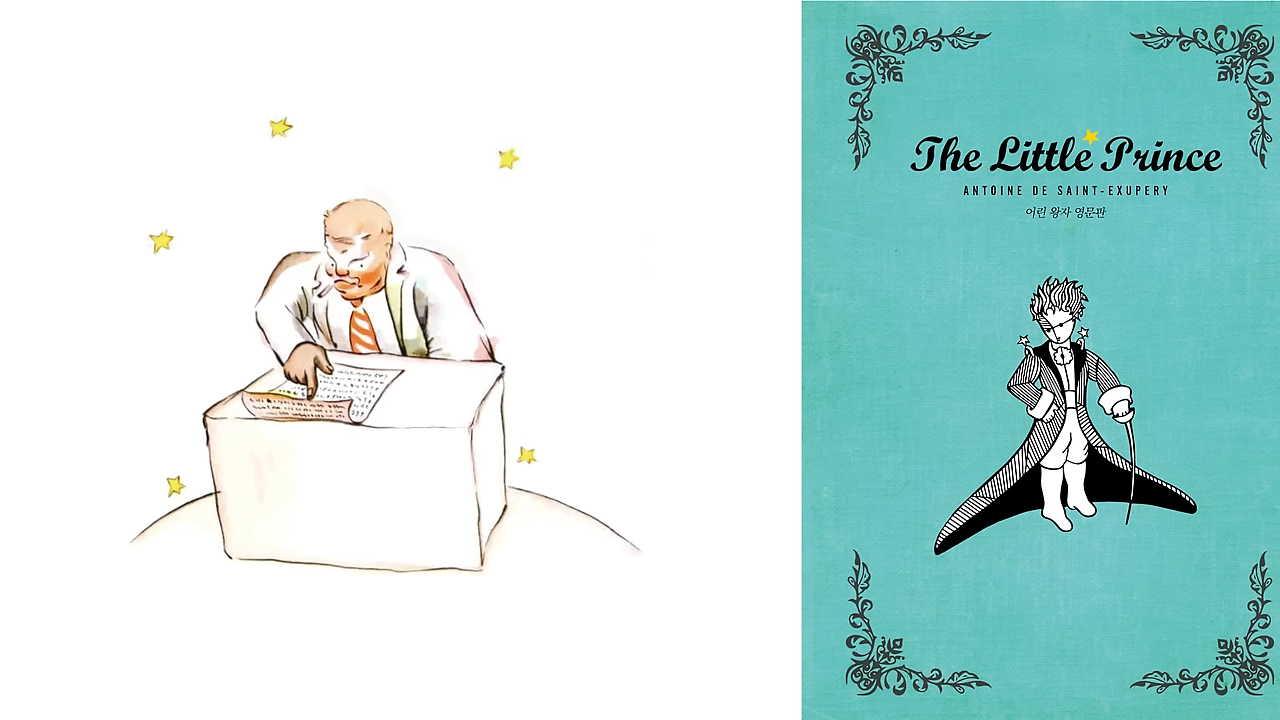 The Little Prince
ANTOINE DE SAINT-EXUPERY
어린 왕자 영문판